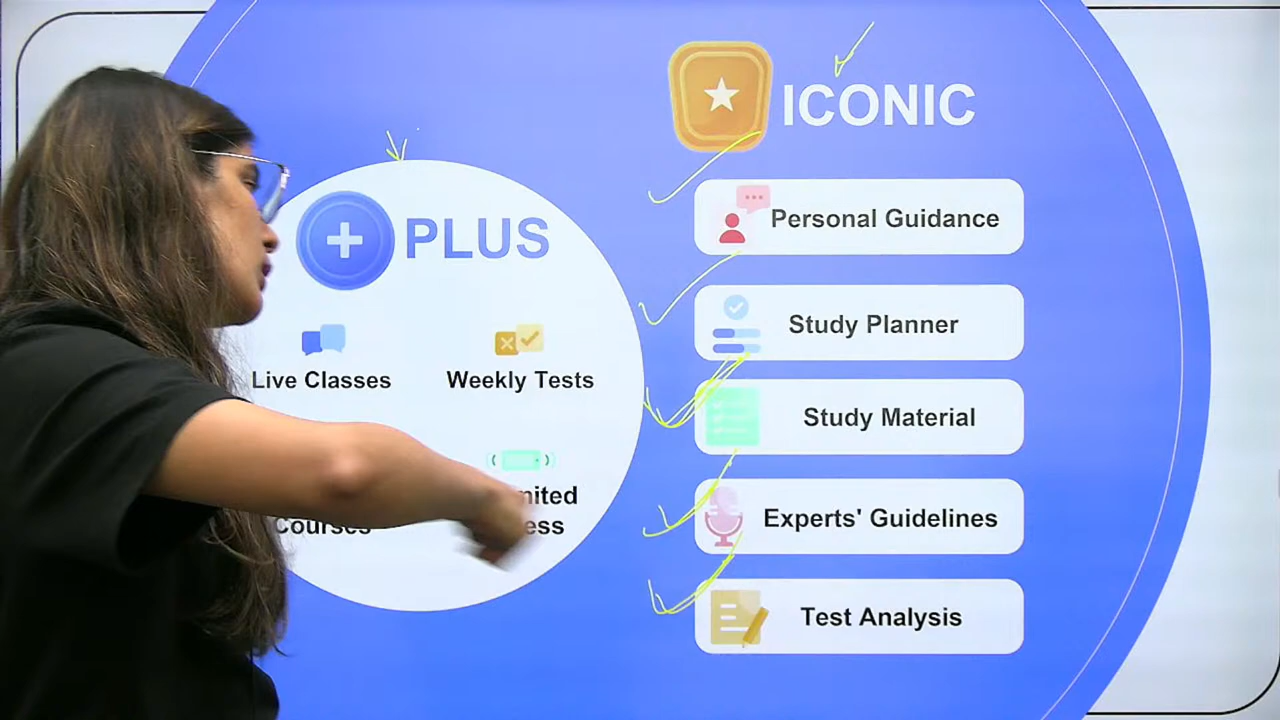 ICONIC
PLUS
Live Classes
Weekly Tests
Courses
Personal Guidance
Study Planner
Study Material
Experts' Guidelines
Test Analysis